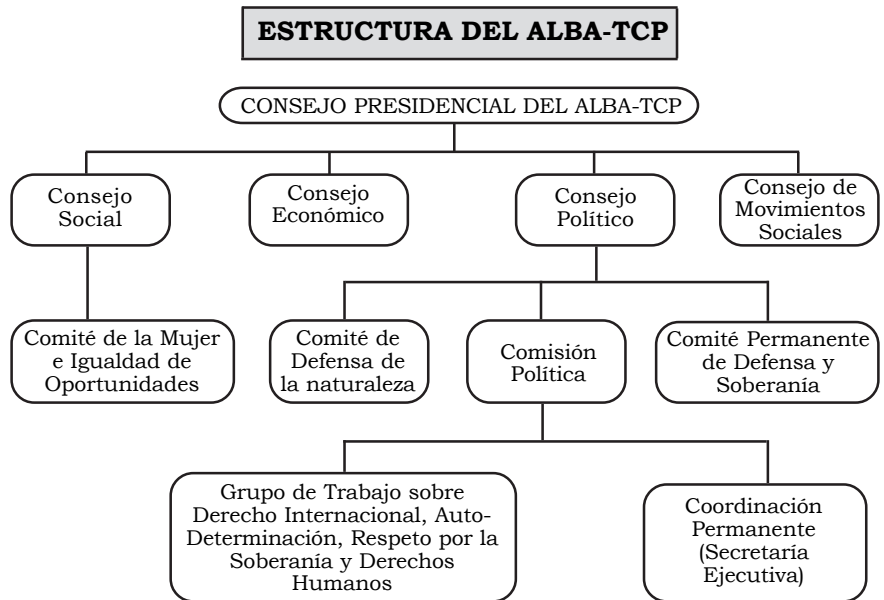 ESTRUCTURA DEL ALBA-TCP
CONSEJO PRESIDENCIAL DEL ALBA-TCP
Consejo
Social
Consejo
Económico
Consejo
Político
Consejo de
Movimientos
Sociales
Comité de la Mujer
e Igualdad de
Oportunidades
Comité de
Defensa de
la naturaleza
Comisión
Política
Comité Permanente
de Defensa y
Soberanía
Grupo de Trabajo sobre
Derecho Internacional, Auto-
Determinación, Respeto por la
Soberanía y Derechos
Humanos
Coordinación
Permanente
(Secretaría
Ejecutiva)